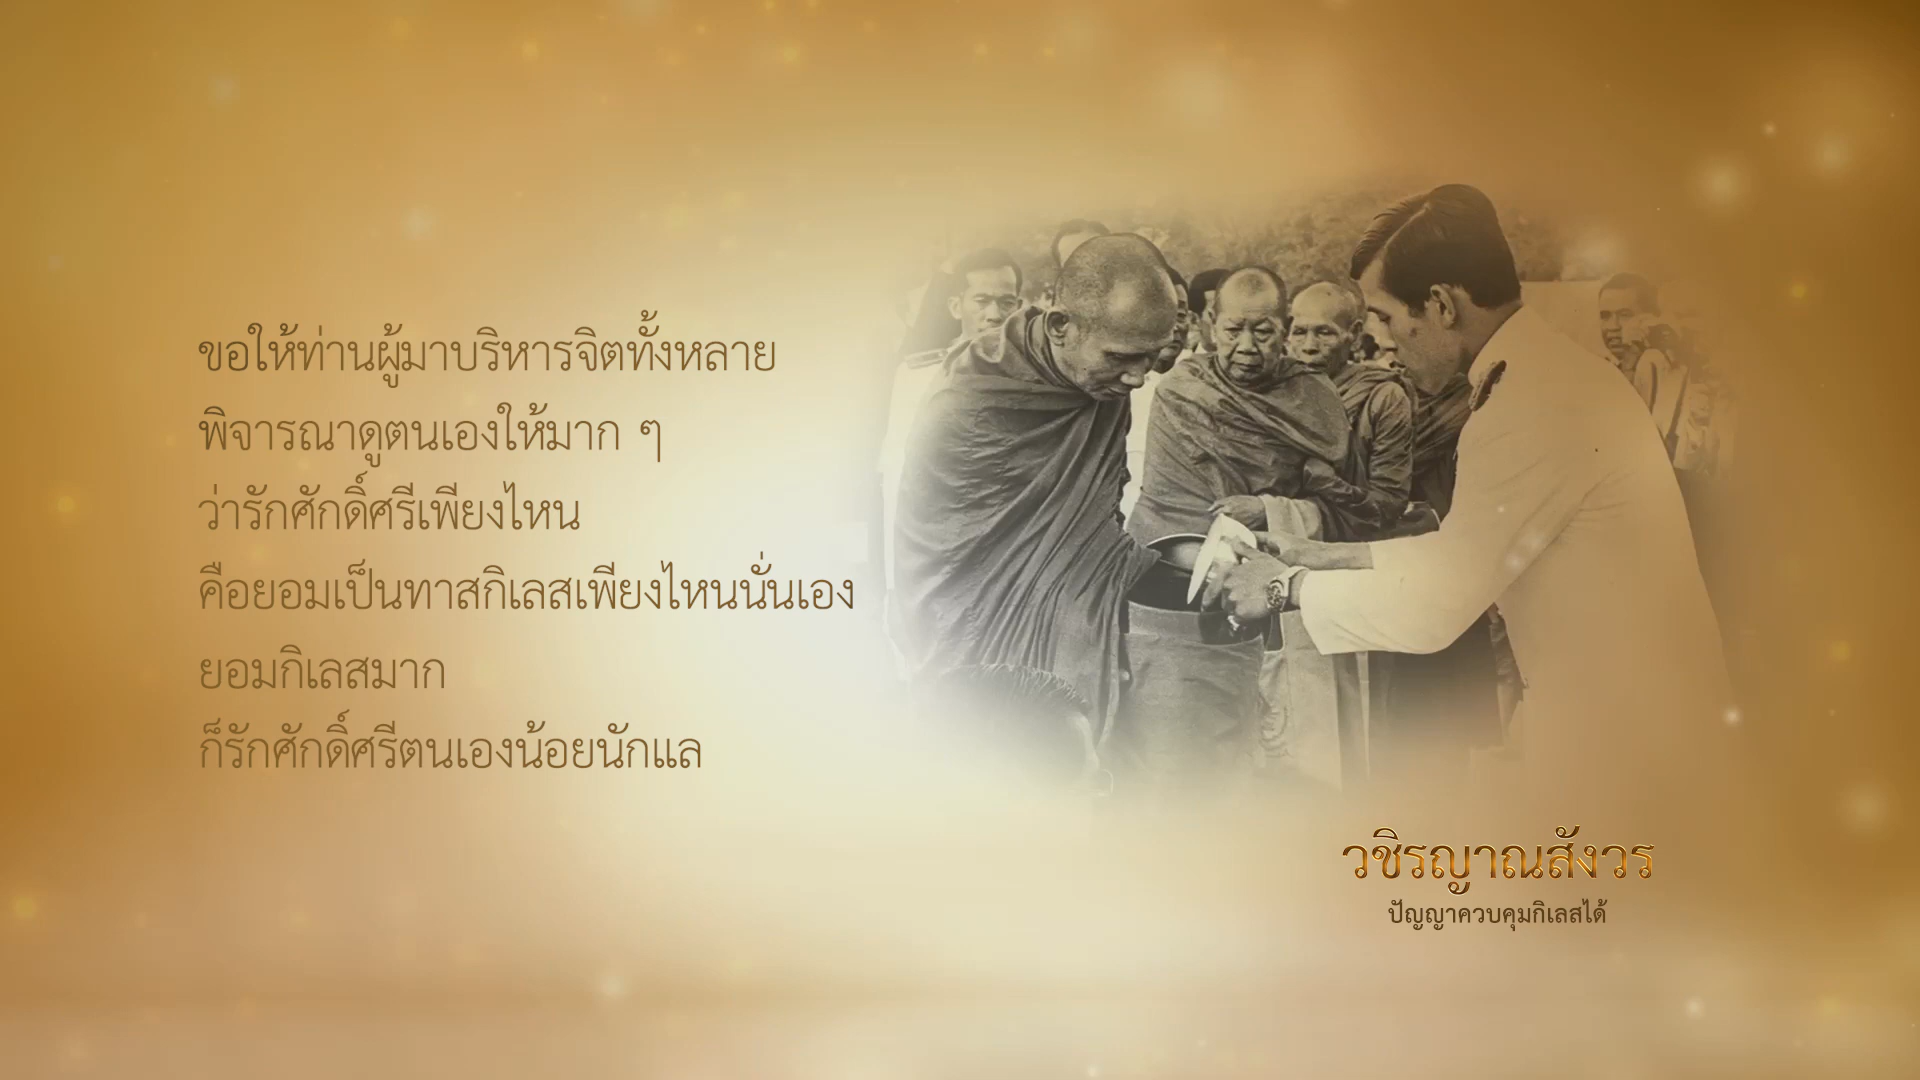 ขอให้ท่านผู้มาบริหารจิตทั้งหลาย
พิจารณาดูตนเองให้มาก ๆ
ว่ารักศักดิ์ศรีเพียงไหน
คือยอมเป็นทาสกิเลสเพียงไหนนั่นเอง
ยอมกิเลสมาก
ก็รักศักดิ์ศรีตนเองน้อยนักแล
วชิรญาณสังวร
ปัญญาควบคุมกิเลสได้